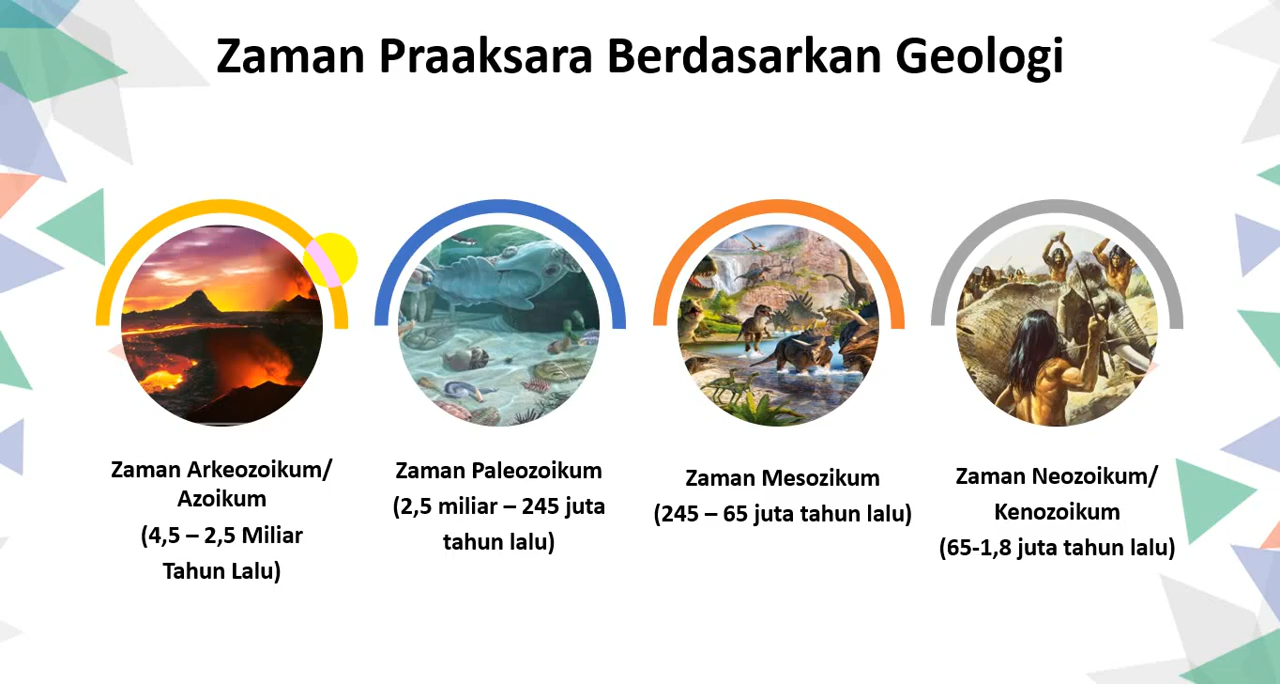 Zaman Praaksara Berdasarkan Geologi
Zaman Arkeozoikum/
Azoikum
(4,5 – 2,5 Miliar
Tahun Lalu)
Zaman Paleozoikum
(2,5 miliar – 245 juta
tahun lalu)
Zaman Mesozikum
(245 – 65 juta tahun lalu)
Zaman Neozoikum/
Kenozoikum
(65-1,8 juta tahun lalu)